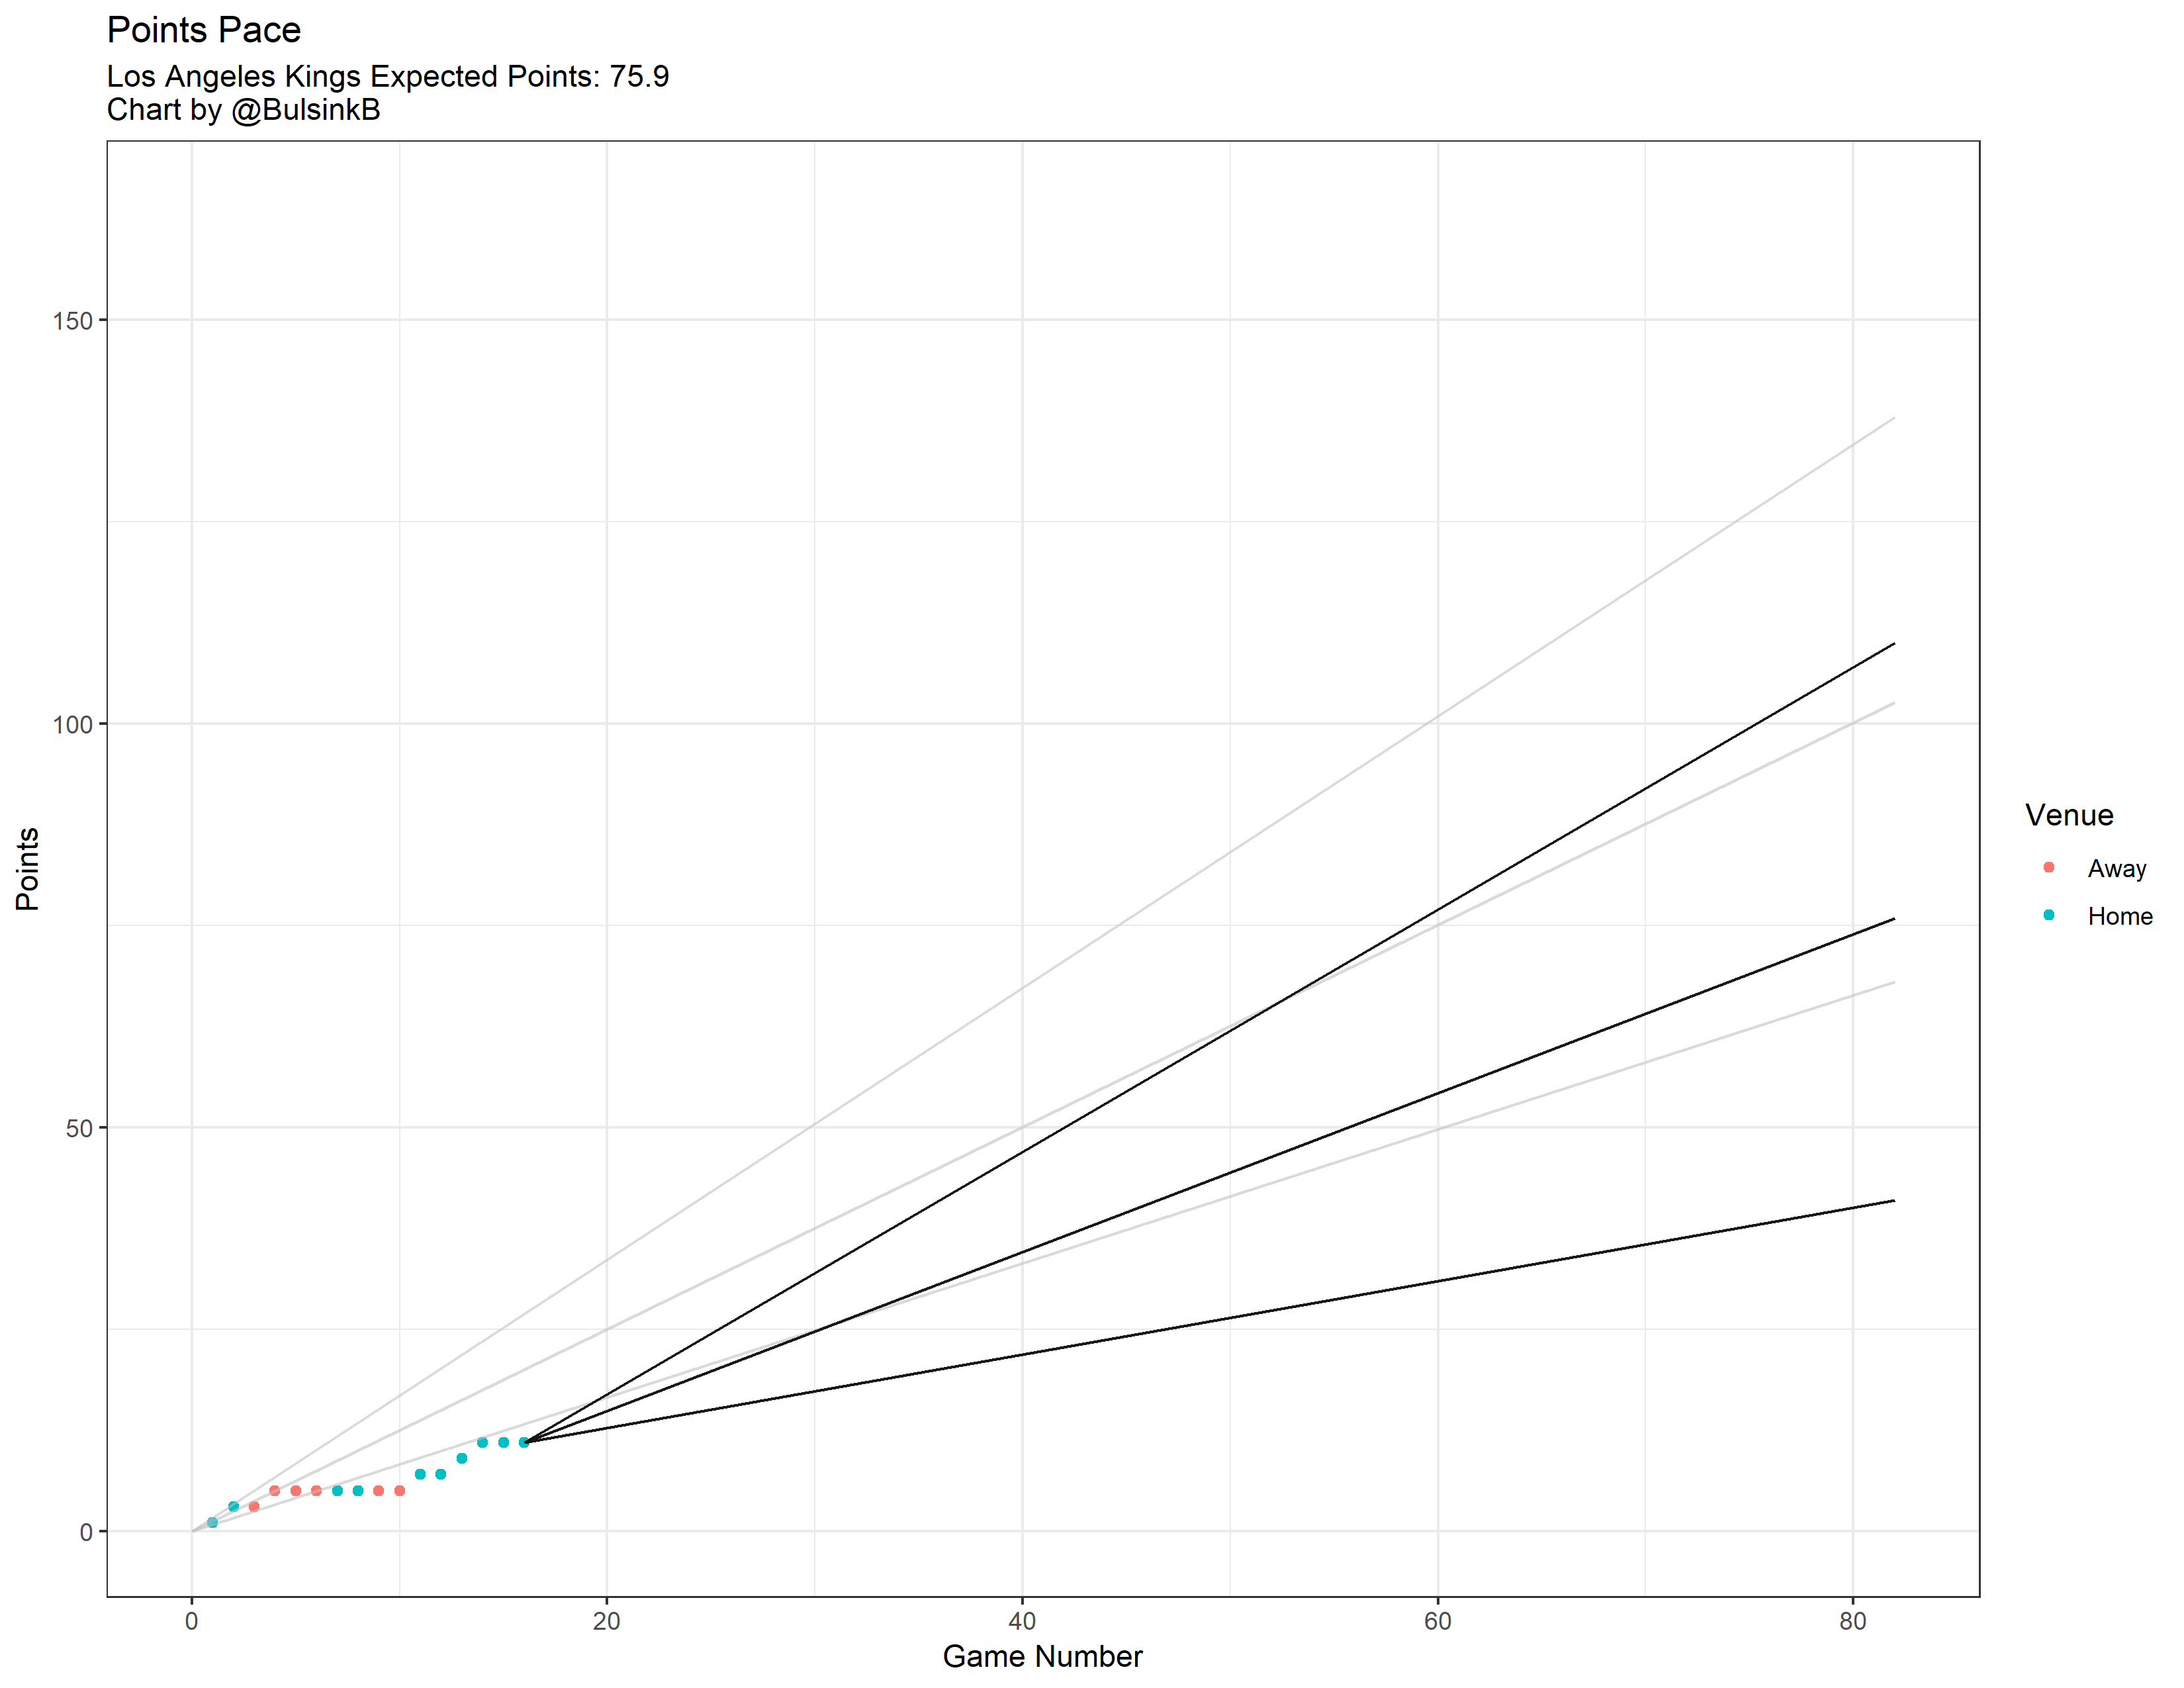 Points Pace
Los Angeles Kings Expected Points: 75.9
Chart by @BulsinkB
150
100
50
0
Points
0 20 40 60 80
Game Number
Venue
Away
Home